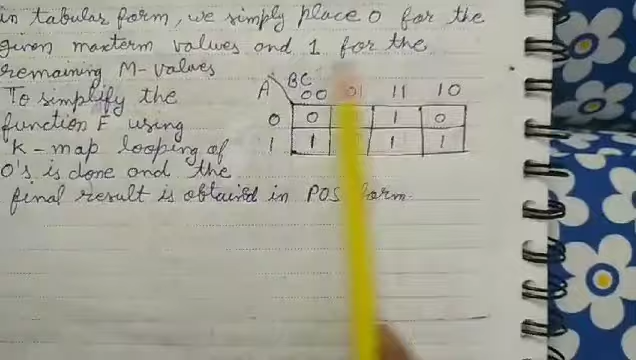 in tabular form, we simply place 0 for the
given maxterm values and 1 for the
remaining M-values
To simplify the
function F using
K-map looping of
0's is done and the
final result is obtained in POS form.
A BC
00 01 11 10
0 0 1 0
1 1 1 1